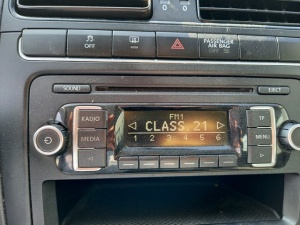 OFF
PASSENGER
AIR BAG
SOUND
EJECT
RADIO
MEDIA
FM1
CLASS 21
1 2 3 4 5 6
TP
MENU